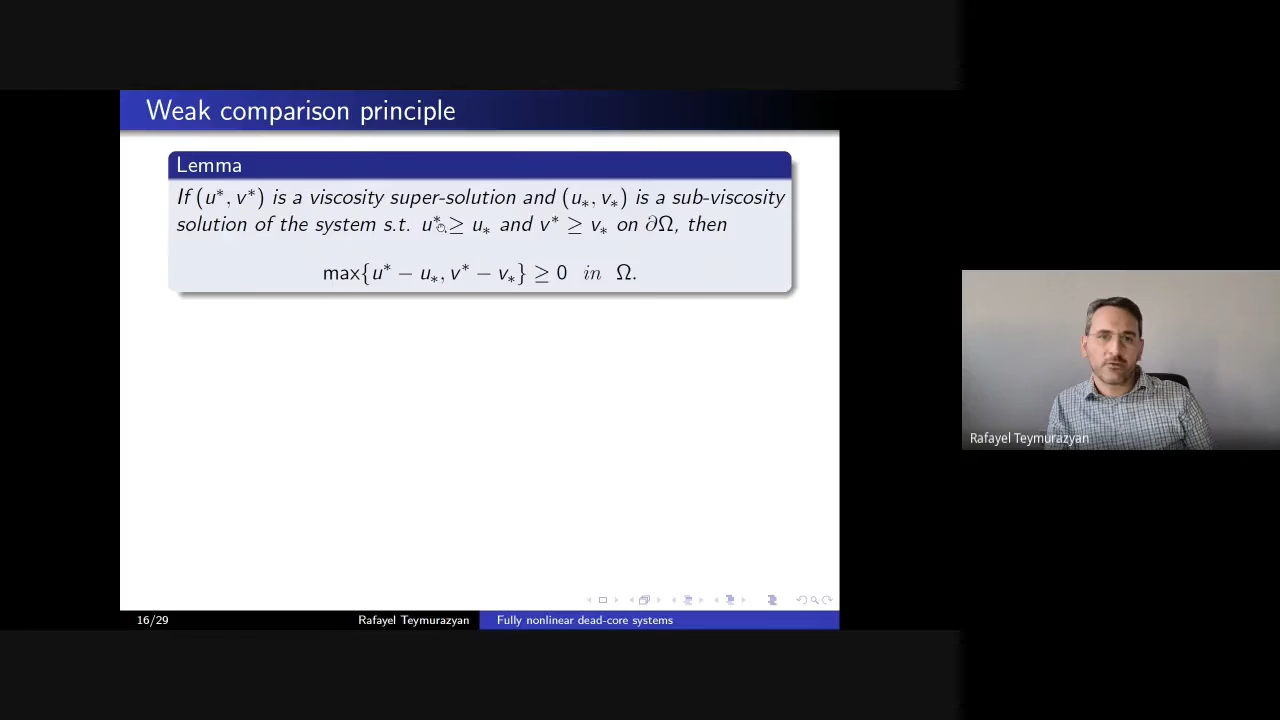 Weak comparison principle
Lemma
If (u*, v*) is a viscosity super-solution and (u∗, v∗) is a sub-viscosity
solution of the system s.t. u* ≥ u∗ and v* ≥ v∗ on ∂Ω, then
max{u* − u∗, v* − v∗} ≥ 0 in Ω.
Rafayel Teymurazyan
16/29 Rafayel Teymurazyan Fully nonlinear dead-core systems